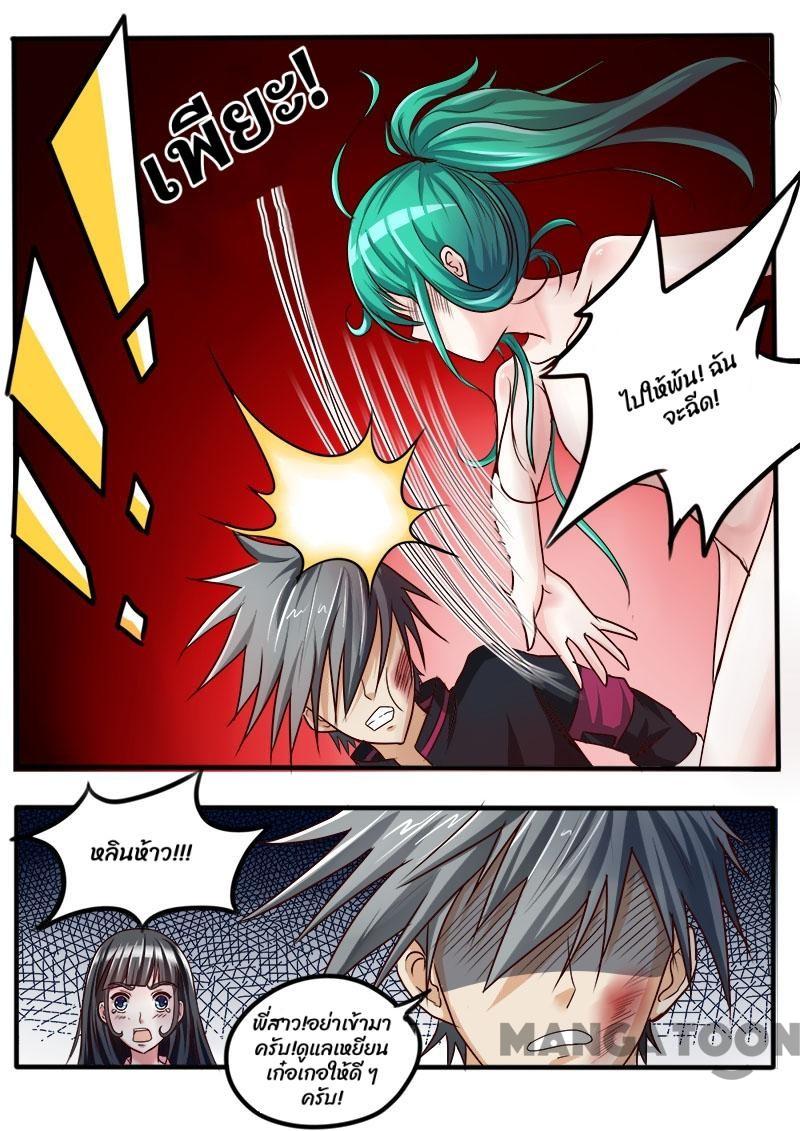 เพียะ!
ไปให้พ้น! ฉัน
จะฉีด!
หลินห้าว!!!
พี่สาว!อย่าเข้ามา
ครับ!ดูแลเหยียน
เก๋อเกอให้ดี ๆ
ครับ!
MANGATOON